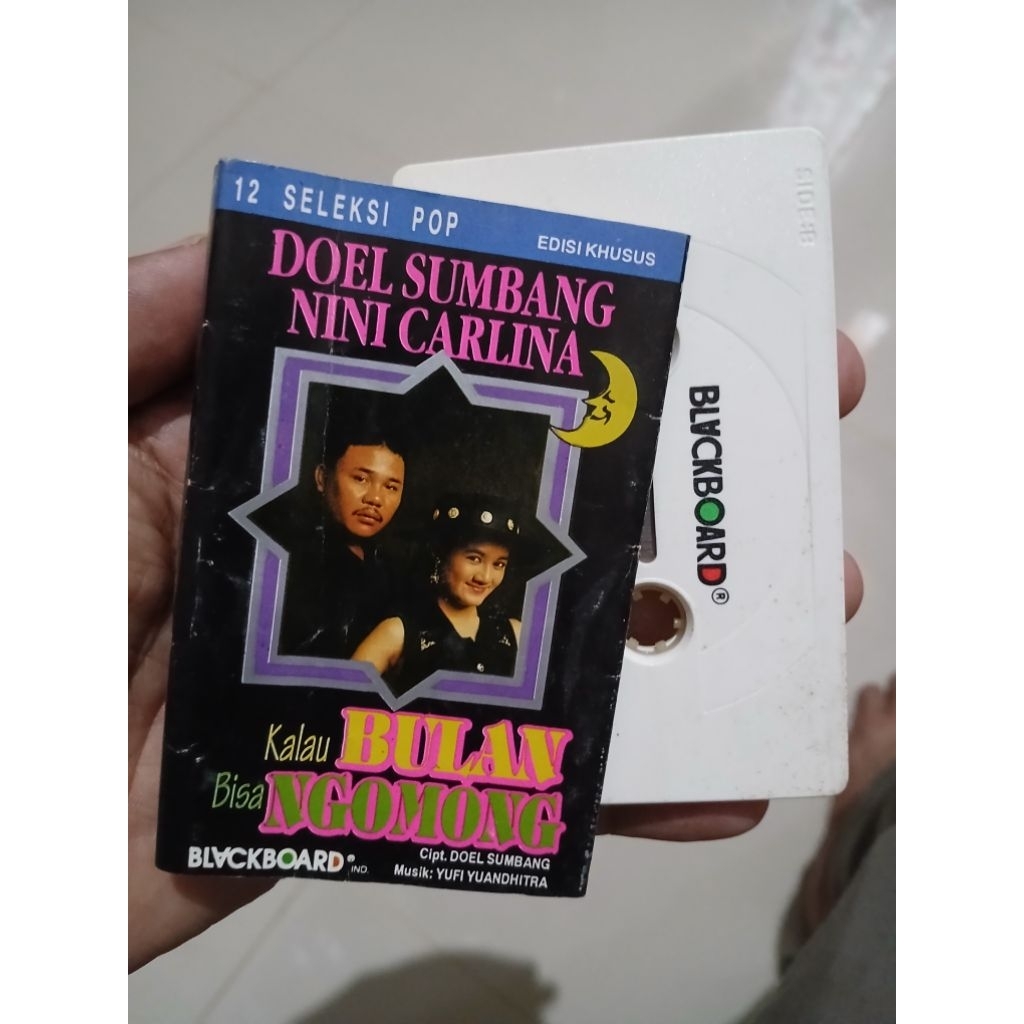 12 SELEKSI POP
EDISI KHUSUS
DOEL SUMBANG
NINI CARLINA
Kalau BULAN
Bisa NGOMONG
Cipt. DOEL SUMBANG
Musik: YUFI YUANDHITRA
BLACKBOARD® IND.
SIDE:B
BLACKBOARD®